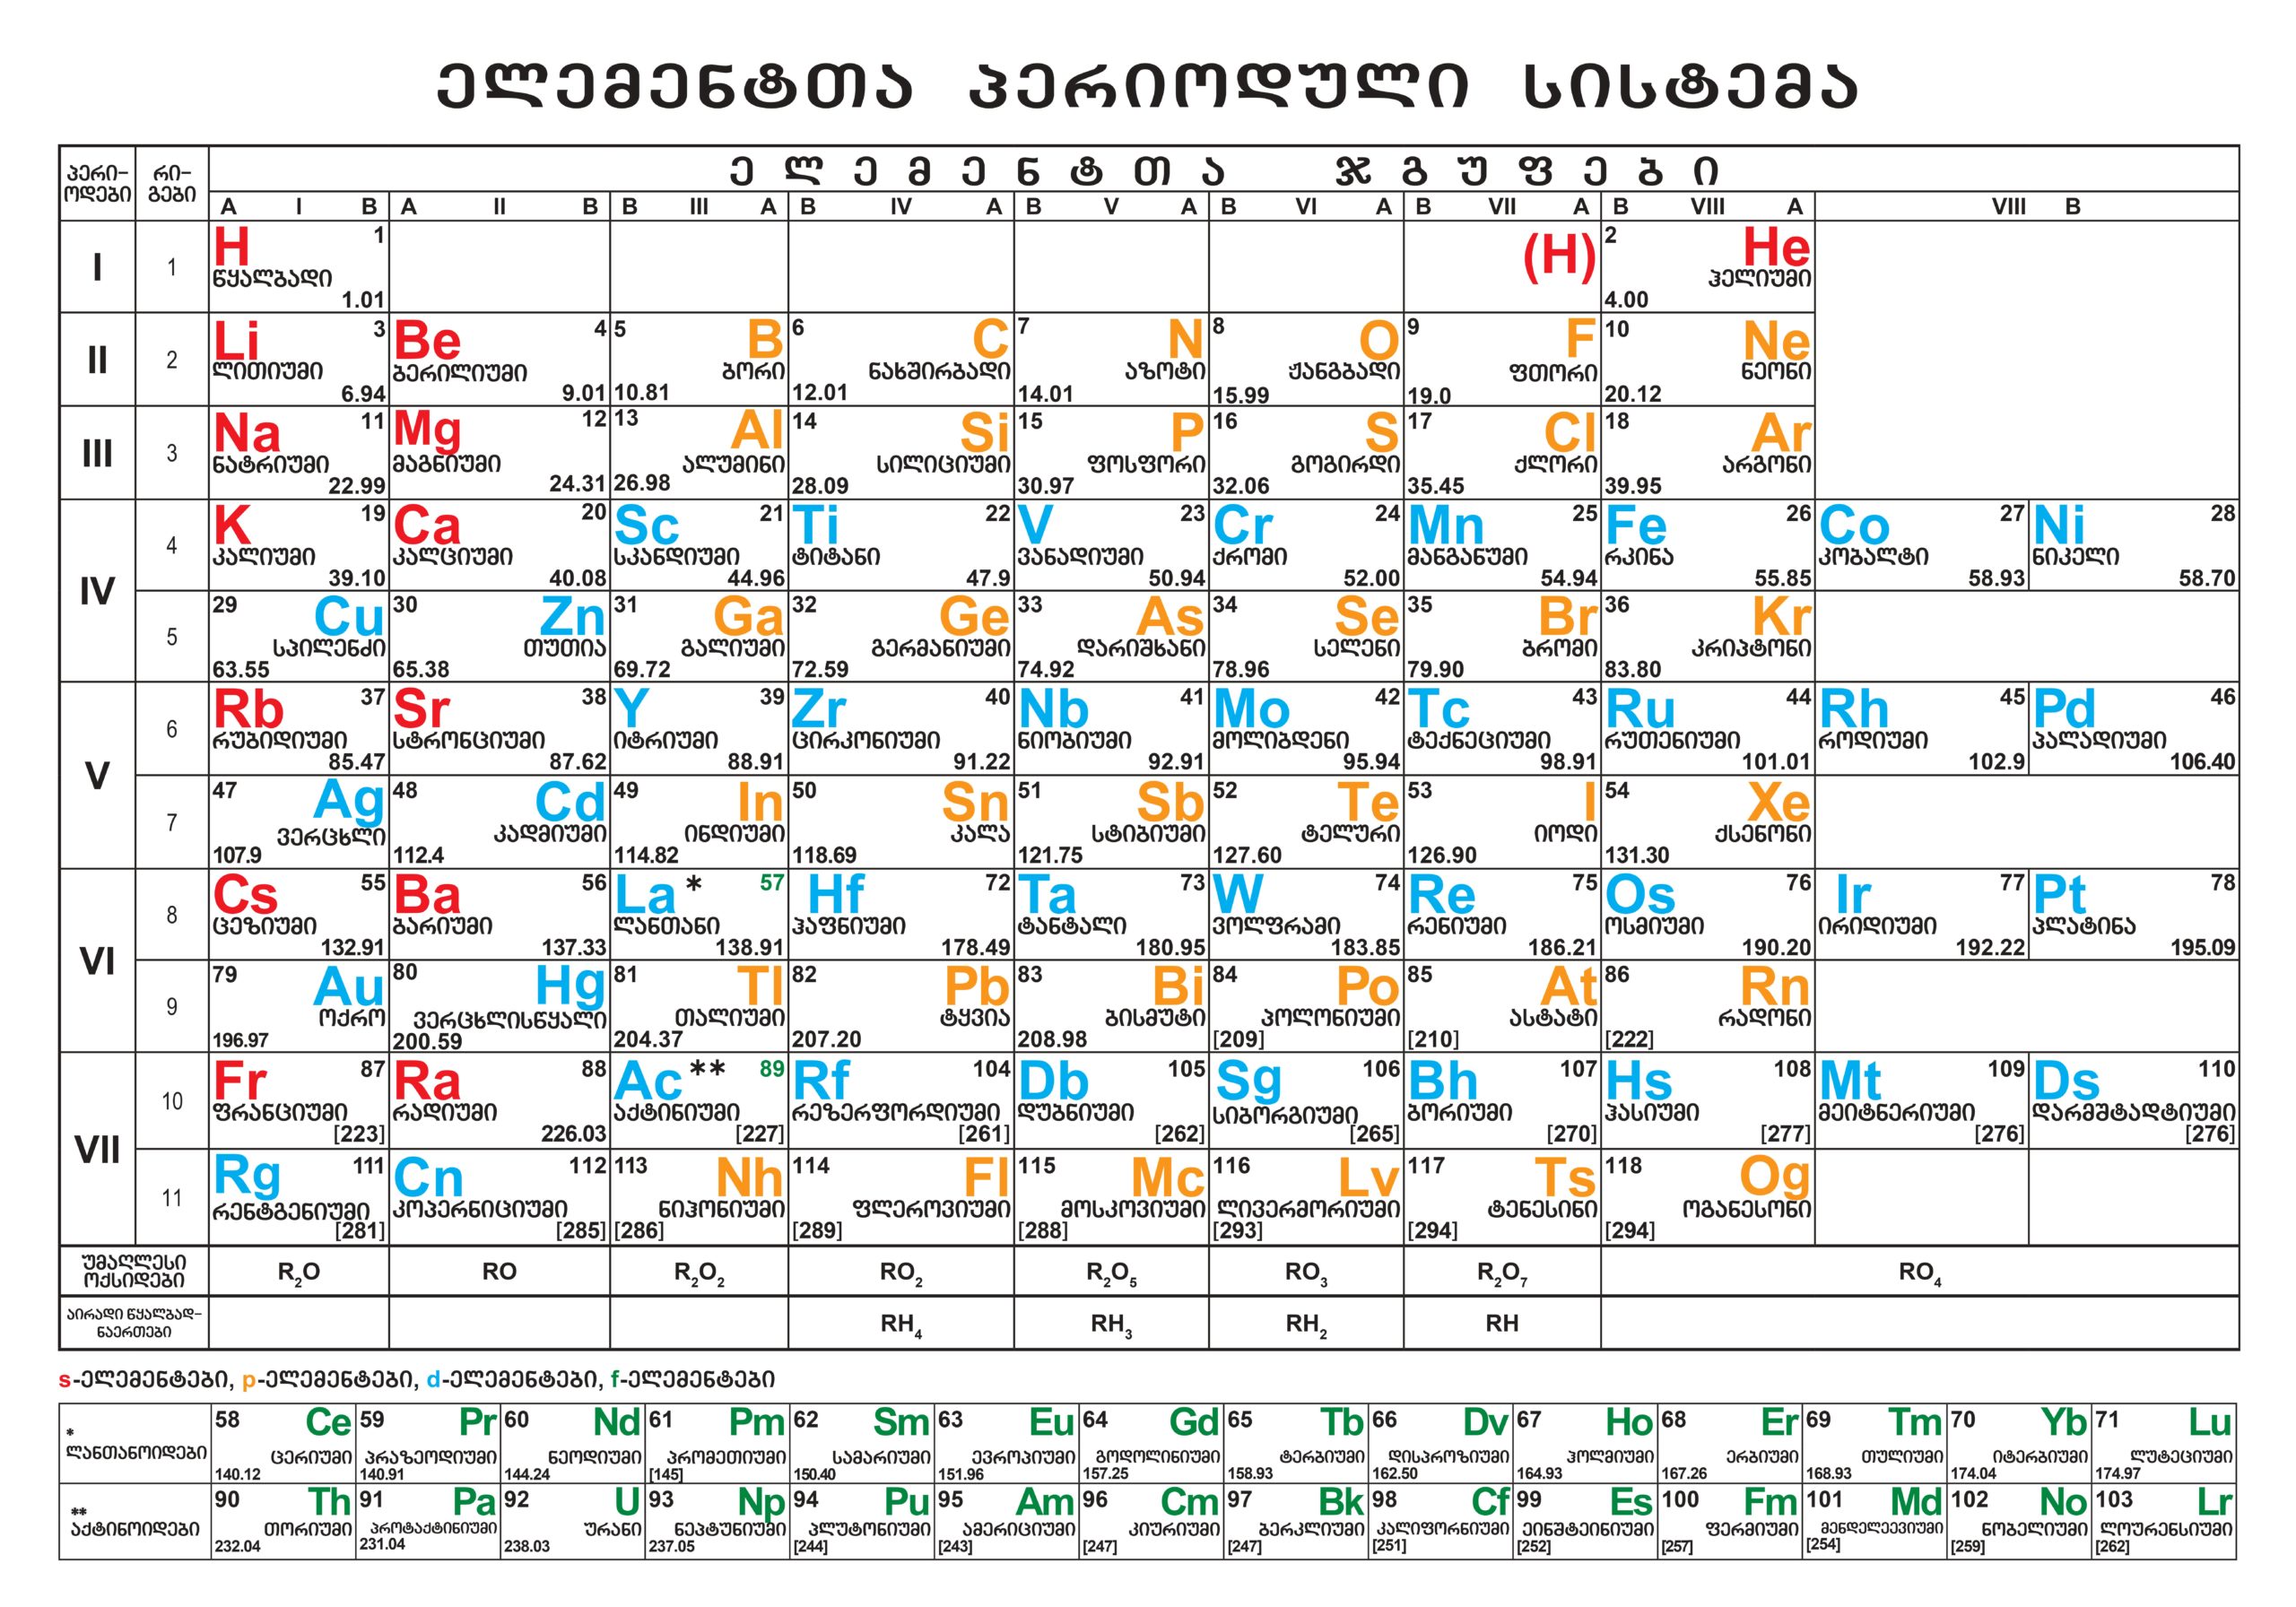 ელემენტთა პერიოდული სისტემა
პერი-ოდები რი-გები ელემენტთა ჯგუფები
A I B A II B B III A B IV A B V A B VI A B VII A B VIII A VIII B
I 1 H 1 წყალბადი 1.01 (H) 2 He ჰელიუმი 4.00
II 2 Li 3 ლითიუმი 6.94 Be 4 ბერილიუმი 9.01 5 B ბორი 10.81 6 C ნახშირბადი 12.01 7 N აზოტი 14.01 8 O ჟანგბადი 15.99 9 F ფთორი 19.0 10 Ne ნეონი 20.12
III 3 Na 11 ნატრიუმი 22.99 Mg 12 მაგნიუმი 24.31 13 Al ალუმინი 26.98 14 Si სილიციუმი 28.09 15 P ფოსფორი 30.97 16 S გოგირდი 32.06 17 Cl ქლორი 35.45 18 Ar არგონი 39.95
IV 4 K 19 კალიუმი 39.10 Ca 20 კალციუმი 40.08 Sc 21 სკანდიუმი 44.96 Ti 22 ტიტანი 47.9 V 23 ვანადიუმი 50.94 Cr 24 ქრომი 52.00 Mn 25 მანგანუმი 54.94 Fe 26 რკინა 55.85 Co 27 კობალტი 58.93 Ni 28 ნიკელი 58.70
5 29 Cu სპილენძი 63.55 30 Zn თუთია 65.38 31 Ga გალიუმი 69.72 32 Ge გერმანიუმი 72.59 33 As დარიშხანი 74.92 34 Se სელენი 78.96 35 Br ბრომი 79.90 36 Kr კრიპტონი 83.80
V 6 Rb 37 რუბიდიუმი 85.47 Sr 38 სტრონციუმი 87.62 Y 39 იტრიუმი 88.91 Zr 40 ცირკონიუმი 91.22 Nb 41 ნიობიუმი 92.91 Mo 42 მოლიბდენი 95.94 Tc 43 ტექნეციუმი 98.91 Ru 44 რუთენიუმი 101.01 Rh 45 როდიუმი 102.9 Pd 46 პალადიუმი 106.40
7 47 Ag ვერცხლი 107.9 48 Cd კადმიუმი 112.4 49 In ინდიუმი 114.82 50 Sn კალა 118.69 51 Sb სტიბიუმი 121.75 52 Te ტელური 127.60 53 I იოდი 126.90 54 Xe ქსენონი 131.30
VI 8 Cs 55 ცეზიუმი 132.91 Ba 56 ბარიუმი 137.33 La * 57 ლანთანი 138.91 Hf 72 ჰაფნიუმი 178.49 Ta 73 ტანტალი 180.95 W 74 ვოლფრამი 183.85 Re 75 რენიუმი 186.21 Os 76 ოსმიუმი 190.20 Ir 77 ირიდიუმი 192.22 Pt 78 პლატინა 195.09
9 79 Au ოქრო 196.97 80 Hg ვერცხლისწყალი 200.59 81 Tl თალიუმი 204.37 82 Pb ტყვია 207.20 83 Bi ბისმუტი 208.98 84 Po პოლონიუმი [209] 85 At ასტატი [210] 86 Rn რადონი [222]
VII 10 Fr 87 ფრანციუმი [223] Ra 88 რადიუმი 226.03 Ac ** 89 აქტინიუმი [227] Rf 104 რეზერფორდიუმი [261] Db 105 დუბნიუმი [262] Sg 106 სიბორგიუმი [265] Bh 107 ბორიუმი [270] Hs 108 ჰასიუმი [277] Mt 109 მეიტნერიუმი [276] Ds 110 დარმშტადტიუმი [276]
11 Rg 111 რენტგენიუმი [281] Cn 112 კოპერნიციუმი [285] 113 Nh ნიჰონიუმი [286] 114 Fl ფლეროვიუმი [289] 115 Mc მოსკოვიუმი [288] 116 Lv ლივერმორიუმი [293] 117 Ts ტენესინი [294] 118 Og ოგანესონი [294]
უმაღლესი ოქსიდები R₂O RO R₂O₂ RO₂ R₂O₅ RO₃ R₂O₇ RO₄
აირადი წყალბად-ნაერთები RH₄ RH₃ RH₂ RH
s-ელემენტები, p-ელემენტები, d-ელემენტები, f-ელემენტები
* ლანთანოიდები 58 Ce ცერიუმი 140.12 59 Pr პრაზეოდიუმი 140.91 60 Nd ნეოდიუმი 144.24 61 Pm პრომეთიუმი [145] 62 Sm სამარიუმი 150.40 63 Eu ევროპიუმი 151.96 64 Gd გოდოლინიუმი 157.25 65 Tb ტერბიუმი 158.93 66 Dv დისპროზიუმი 162.50 67 Ho ჰოლმიუმი 164.93 68 Er ერბიუმი 167.26 69 Tm თულიუმი 168.93 70 Yb იტერბიუმი 174.04 71 Lu ლუტეციუმი 174.97
** აქტინოიდები 90 Th თორიუმი 232.04 91 Pa პროტაქტინიუმი 231.04 92 U ურანი 238.03 93 Np ნეპტუნიუმი 237.05 94 Pu პლუტონიუმი [244] 95 Am ამერიციუმი [243] 96 Cm კიურიუმი [247] 97 Bk ბერკლიუმი [247] 98 Cf კალიფორნიუმი [251] 99 Es ეინშტეინიუმი [252] 100 Fm ფერმიუმი [257] 101 Md მენდელეევიუმი [254] 102 No ნობელიუმი [259] 103 Lr ლოურენსიუმი [262]